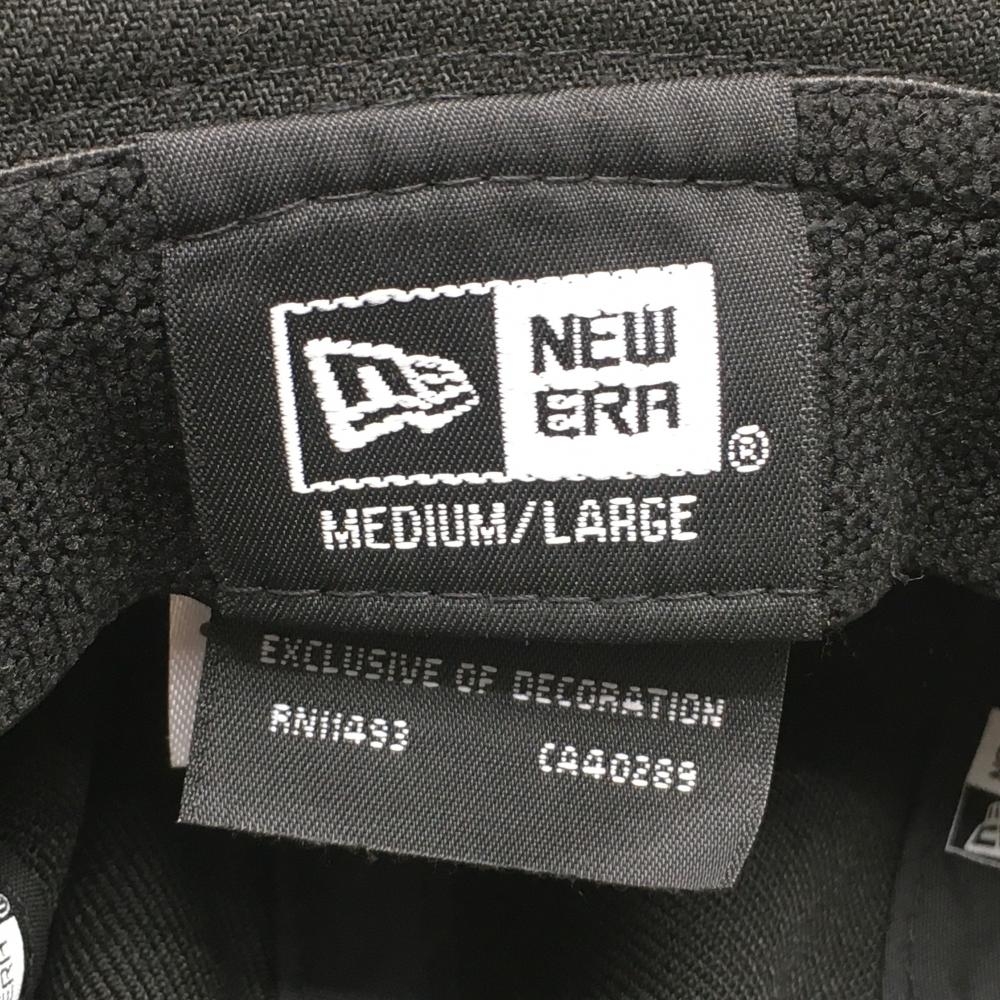 NEW
ERA
®
MEDIUM/LARGE
EXCLUSIVE OF DECORATION
RN11493
CA40289